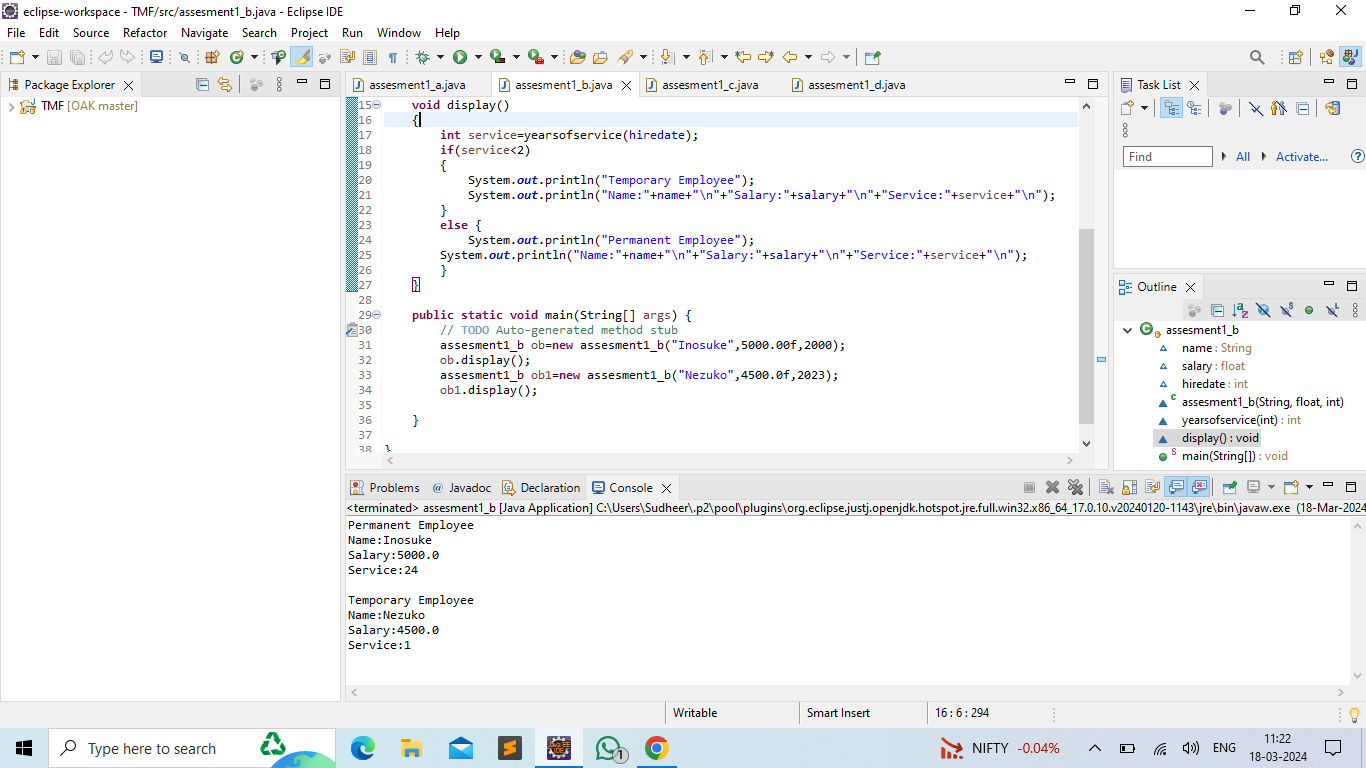 eclipse-workspace - TMF/src/assesment1_b.java - Eclipse IDE
File Edit Source Refactor Navigate Search Project Run Window Help
Package Explorer
TMF [OAK master]
assesment1_a.java assesment1_b.java assesment1_c.java assesment1_d.java
15 void display()
16 {
17 int service=yearsofservice(hiredate);
18 if(service<2)
19 {
20 System.out.println("Temporary Employee");
21 System.out.println("Name:"+name+"\n"+"Salary:"+salary+"\n"+"Service:"+service+"\n");
22 }
23 else {
24 System.out.println("Permanent Employee");
25 System.out.println("Name:"+name+"\n"+"Salary:"+salary+"\n"+"Service:"+service+"\n");
26 }
27 }
28
29 public static void main(String[] args) {
30 // TODO Auto-generated method stub
31 assesment1_b ob=new assesment1_b("Inosuke",5000.00f,2000);
32 ob.display();
33 assesment1_b ob1=new assesment1_b("Nezuko",4500.0f,2023);
34 ob1.display();
35
36 }
37
38 }
Task List
Find All Activate...
Outline
assesment1_b
name : String
salary : float
hiredate : int
assesment1_b(String, float, int)
yearsofservice(int) : int
display() : void
main(String[]) : void
Problems @ Javadoc Declaration Console
<terminated> assesment1_b [Java Application] C:\Users\Sudheer\.p2\pool\plugins\org.eclipse.justj.openjdk.hotspot.jre.full.win32.x86_64_17.0.10.v20240120-1143\jre\bin\javaw.exe (18-Mar-2024
Permanent Employee
Name:Inosuke
Salary:5000.0
Service:24
Temporary Employee
Name:Nezuko
Salary:4500.0
Service:1
Writable Smart Insert 16 : 6 : 294
Type here to search
1
NIFTY -0.04%
ENG
11:22
18-03-2024